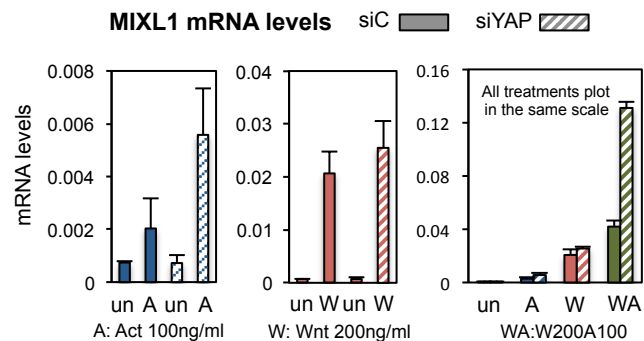 MIXL1 mRNA levels siC siYAP
mRNA levels
0.008
0.006
0.004
0.002
0
un A un A
A: Act 100ng/ml
0.04
0.03
0.02
0.01
0
un W un W
W: Wnt 200ng/ml
0.16
0.12
0.08
0.04
0
All treatments plot
in the same scale
un A W WA
WA:W200A100